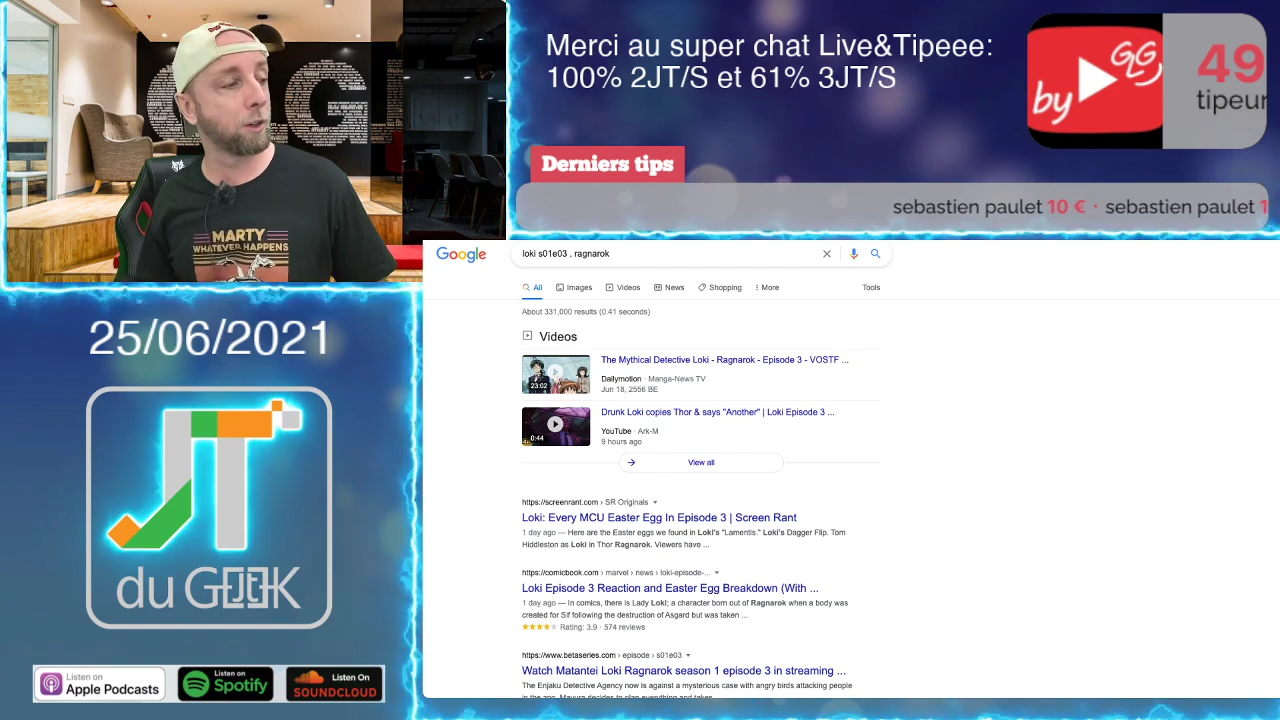 MARTY
WHATEVER HAPPENS
Merci au super chat Live&Tipeee:
100% 2JT/S et 61% 3JT/S
by GG
49
tipeur
Derniers tips
sebastien paulet 10 € · sebastien paulet 1
25/06/2021
JT
du GEEK
Listen on
Apple Podcasts
Listen on
Spotify
Listen On
SOUNDCLOUD
Google
loki s01e03 , ragnarok
All Images Videos News Shopping More Tools
About 331,000 results (0.41 seconds)
Videos
23:02
The Mythical Detective Loki - Ragnarok - Episode 3 - VOSTF ...
Dailymotion · Manga-News TV
Jun 18, 2556 BE
0:44
Drunk Loki copies Thor & says "Another" | Loki Episode 3 ...
YouTube · Ark-M
9 hours ago
View all
https://screenrant.com › SR Originals
Loki: Every MCU Easter Egg In Episode 3 | Screen Rant
1 day ago — Here are the Easter eggs we found in Loki's "Lamentis." Loki's Dagger Flip. Tom
Hiddleston as Loki in Thor Ragnarok. Viewers have ...
https://comicbook.com › marvel › news › loki-episode-...
Loki Episode 3 Reaction and Easter Egg Breakdown (With ...
1 day ago — In comics, there is Lady Loki; a character born out of Ragnarok when a body was
created for Sif following the destruction of Asgard but was taken ...
Rating: 3.9 · 574 reviews
https://www.betaseries.com › episode › s01e03
Watch Matantei Loki Ragnarok season 1 episode 3 in streaming ...
The Enjaku Detective Agency now is against a mysterious case with angry birds attacking people
in the zoo. Mayura decides to plan everything and takes